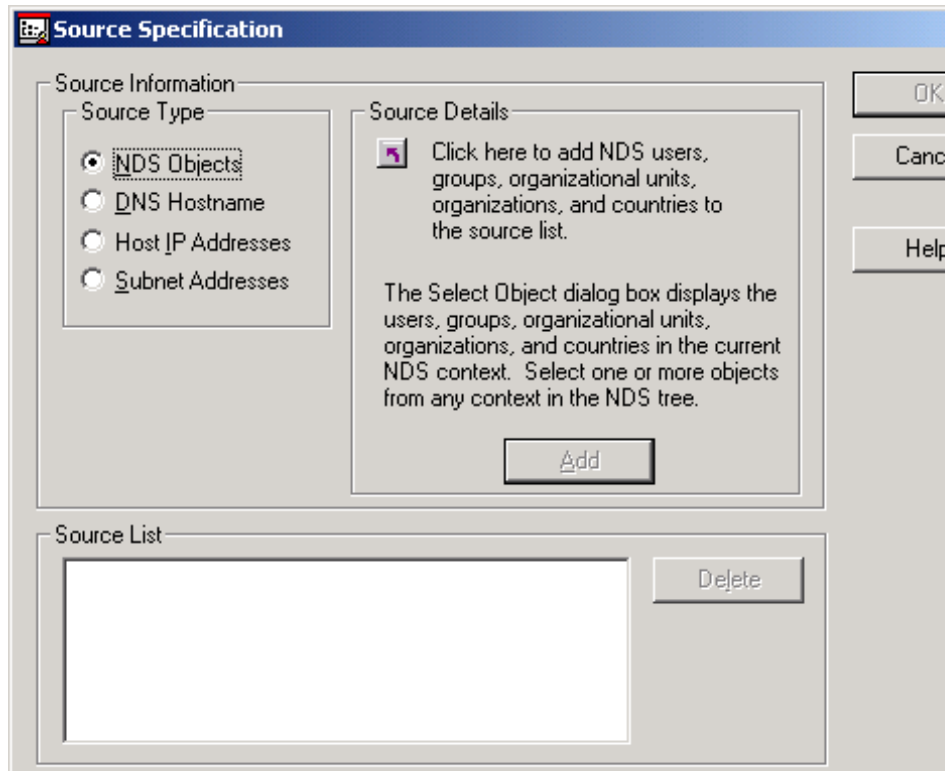 Source Specification
Source Information
Source Type
NDS Objects
DNS Hostname
Host IP Addresses
Subnet Addresses
Source Details
Click here to add NDS users,
groups, organizational units,
organizations, and countries to
the source list.
The Select Object dialog box displays the
users, groups, organizational units,
organizations, and countries in the current
NDS context. Select one or more objects
from any context in the NDS tree.
Add
OK
Canc
Help
Source List
Delete